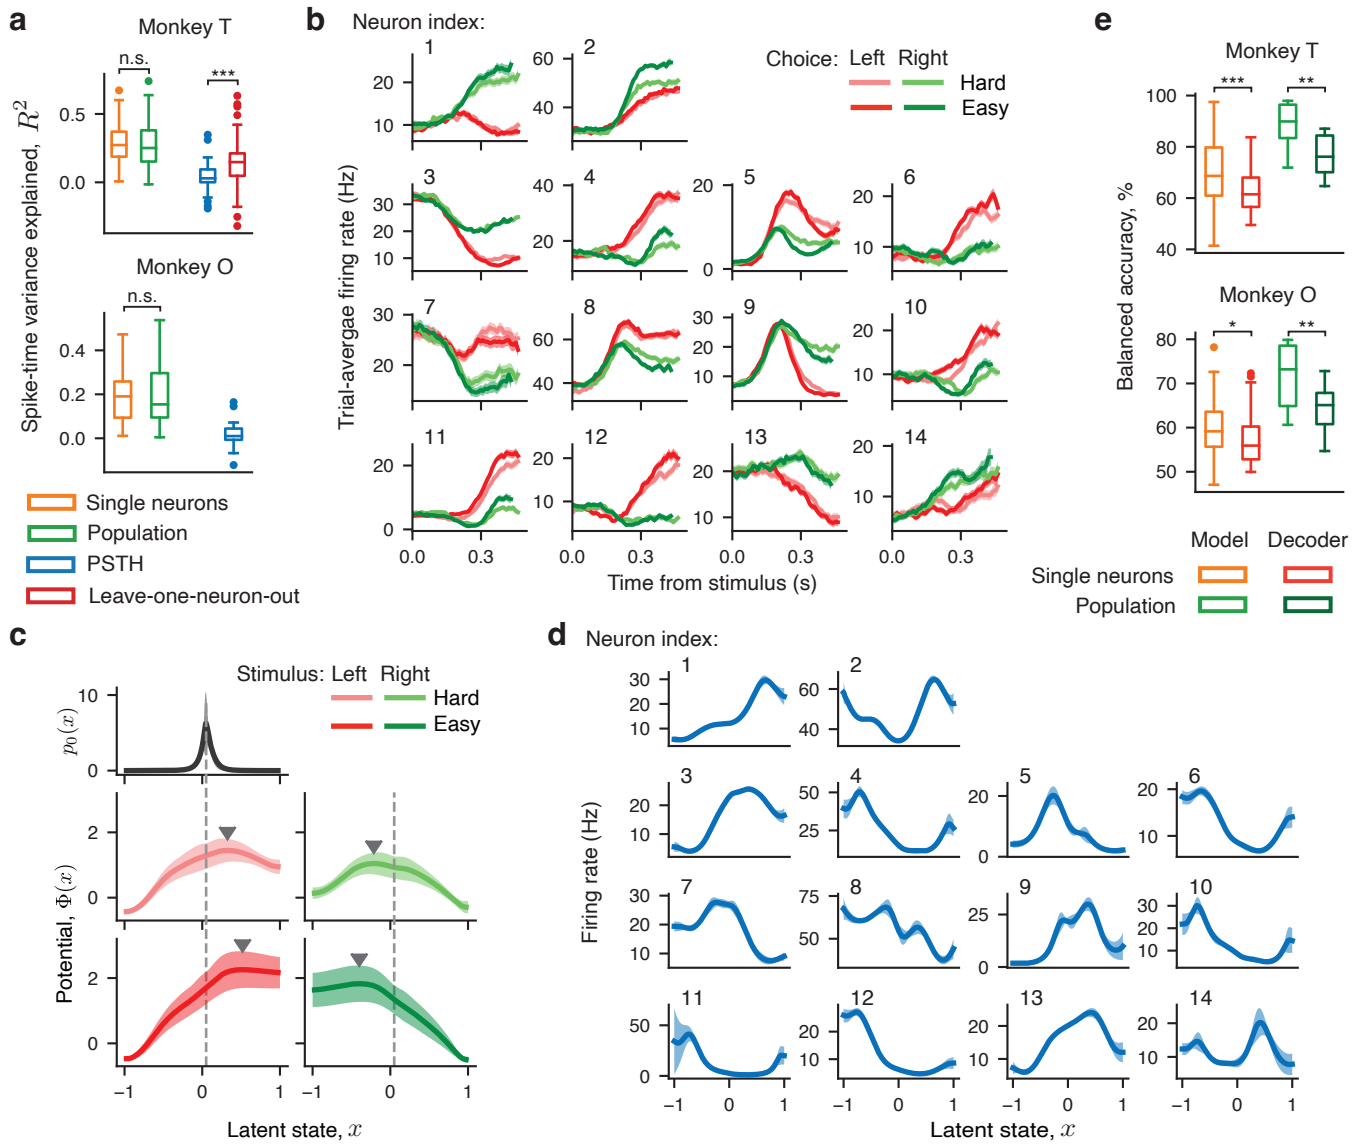 a
Monkey T
n.s.
***
0.5
0.0
Spike-time variance explained, R²
Monkey O
n.s.
0.4
0.2
0.0
Single neurons
Population
PSTH
Leave-one-neuron-out
b
Neuron index:
Choice: Left Right
Hard
Easy
Trial-avergae firing rate (Hz)
1
20
10
2
60
40
3
30
20
10
4
40
20
5
20
0
6
20
10
7
30
20
8
60
40
9
30
20
10
10
20
10
11
20
0
0.0 0.3
12
20
10
0.0 0.3
13
20
10
0.0 0.3
14
20
10
0.0 0.3
Time from stimulus (s)
e
Monkey T
***
**
100
80
60
40
Balanced accuracy, %
Monkey O
*
**
80
70
60
50
Model Decoder
Single neurons
Population
c
Stimulus: Left Right
Hard
Easy
10
0
p₀(x)
−1 0 1
2
0
Potential, Φ(x)
2
0
−1 0 1
−1 0 1
Latent state, x
d
Neuron index:
Firing rate (Hz)
1
30
20
10
2
60
40
3
20
10
4
50
25
5
20
0
6
20
10
7
30
20
10
8
75
50
9
25
0
10
30
20
10
11
50
0
−1 0 1
12
20
10
−1 0 1
13
20
10
−1 0 1
14
20
10
−1 0 1
Latent state, x